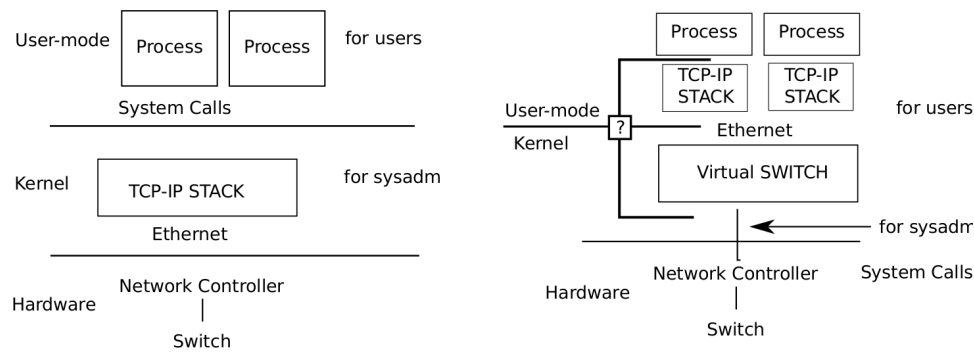 User-mode
Process
Process
for users
System Calls
Kernel
TCP-IP STACK
for sysadm
Ethernet
Hardware
Network Controller
Switch
Process
Process
TCP-IP
STACK
TCP-IP
STACK
for users
User-mode
?
Kernel
Ethernet
Virtual SWITCH
for sysadm
Network Controller
System Calls
Hardware
Switch